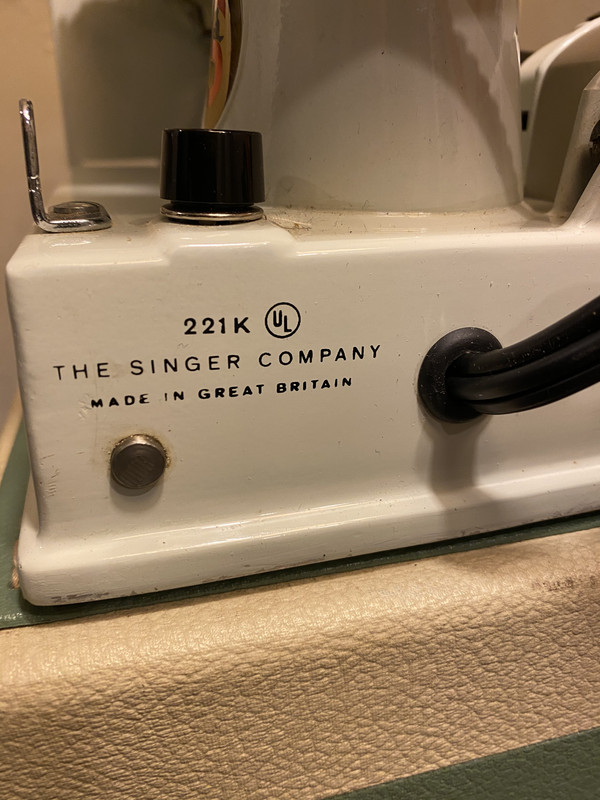 221K UL
THE SINGER COMPANY
MADE IN GREAT BRITAIN